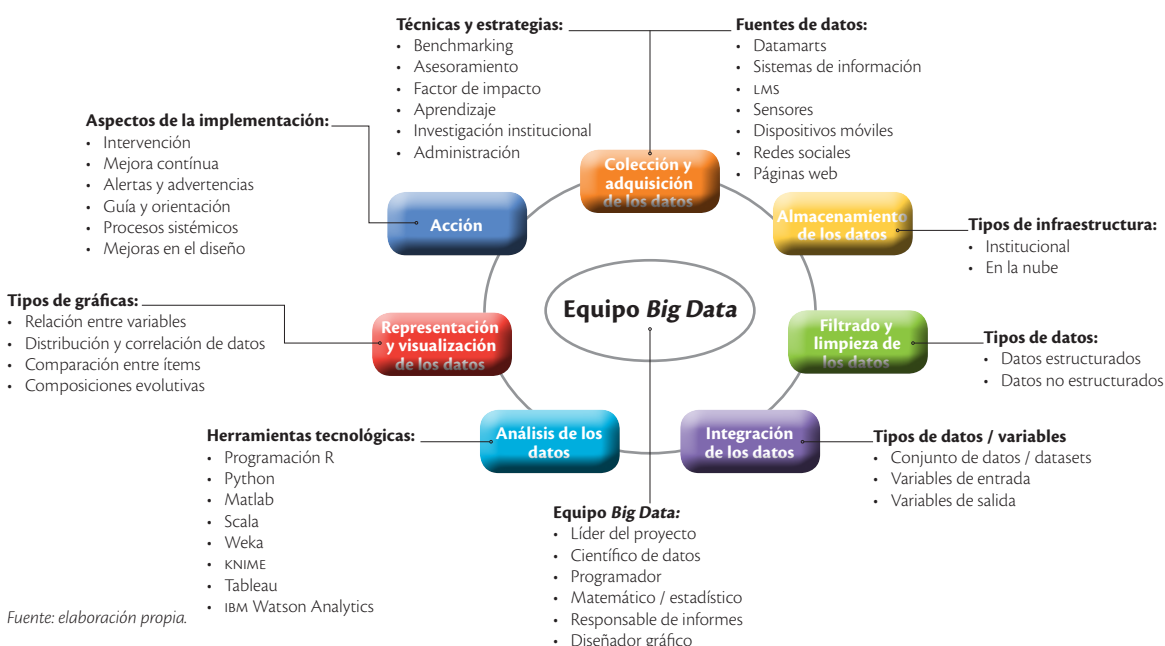 Técnicas y estrategias:
• Benchmarking
• Asesoramiento
• Factor de impacto
• Aprendizaje
• Investigación institucional
• Administración
Fuentes de datos:
• Datamarts
• Sistemas de información
• LMS
• Sensores
• Dispositivos móviles
• Redes sociales
• Páginas web
Aspectos de la implementación:
• Intervención
• Mejora contínua
• Alertas y advertencias
• Guía y orientación
• Procesos sistémicos
• Mejoras en el diseño
Colección y
adquisición
de los datos
Acción
Almacenamiento
de los datos
Tipos de infraestructura:
• Institucional
• En la nube
Tipos de gráficas:
• Relación entre variables
• Distribución y correlación de datos
• Comparación entre ítems
• Composiciones evolutivas
Representación
y visualización
de los datos
Equipo Big Data
Filtrado y
limpieza de
los datos
Tipos de datos:
• Datos estructurados
• Datos no estructurados
Herramientas tecnológicas:
• Programación R
• Python
• Matlab
• Scala
• Weka
• KNIME
• Tableau
• IBM Watson Analytics
Análisis de los
datos
Integración
de los datos
Tipos de datos / variables
• Conjunto de datos / datasets
• Variables de entrada
• Variables de salida
Equipo Big Data:
• Líder del proyecto
• Científico de datos
• Programador
• Matemático / estadístico
• Responsable de informes
• Diseñador gráfico
Fuente: elaboración propia.